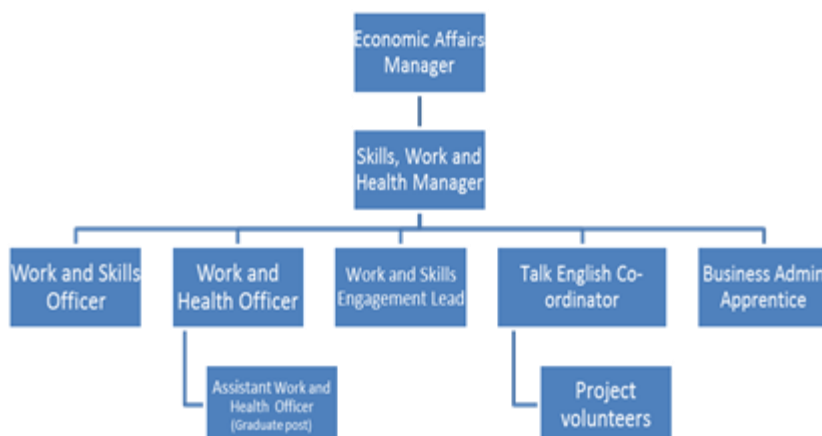 Economic Affairs
Manager
Skills, Work and
Health Manager
Work and Skills
Officer
Work and
Health Officer
Work and Skills
Engagement Lead
Talk English Co-
ordinator
Business Admin
Apprentice
Assistant Work and
Health Officer
(Graduate post)
Project
volunteers